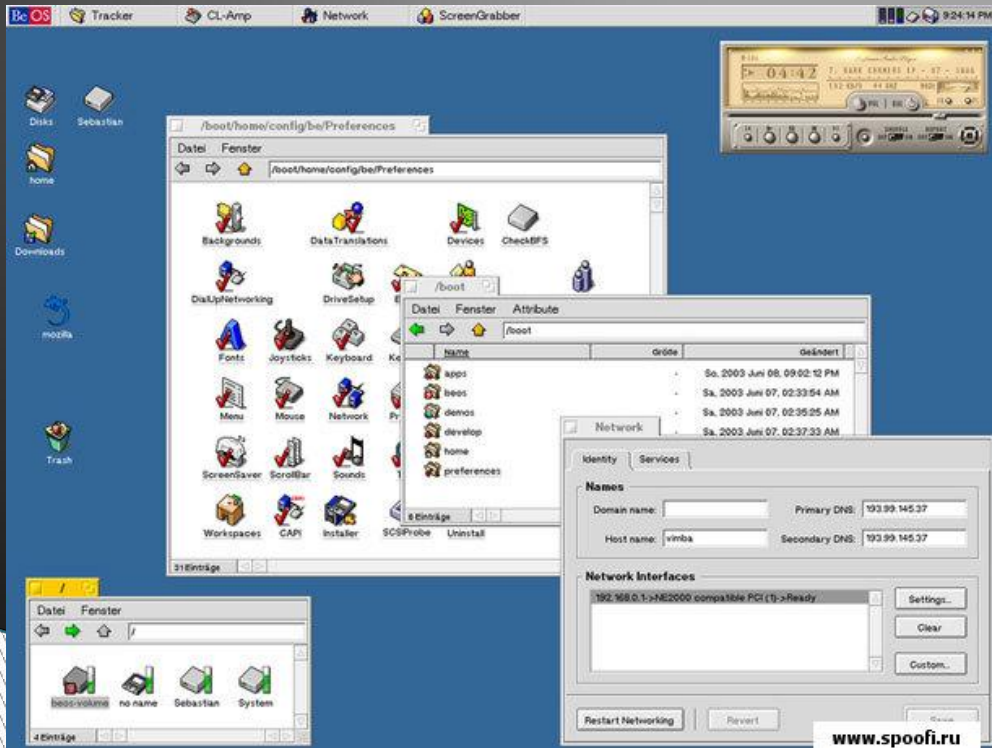 BeOS Tracker CL-Amp Network ScreenGrabber 9:24:14 PM
Disks Sebastian
home
Downloads
mozilla
Trash
04:42
/boot/home/config/be/Preferences
Datei Fenster
/boot/home/config/be/Preferences
Backgrounds DataTranslations Devices CheckBFS
DialUpNetworking DriveSetup
Fonts Joysticks Keyboard
Menu Mouse Network
ScreenSaver ScrollBar Sounds
Workspaces CAPI Installer SCSIProbe Uninstall
31 Einträge
/boot
Datei Fenster Attribute
/boot
Name Größe Geändert
apps - So, 2003 Juni 08, 09:02:12 PM
beos - Sa, 2003 Juni 07, 02:33:54 AM
demos - Sa, 2003 Juni 07, 02:35:25 AM
develop - Sa, 2003 Juni 07, 02:37:33 AM
home
preferences
6 Einträge
Network
Identity Services
Names
Domain name: Primary DNS: 193.99.145.37
Host name: vimba Secondary DNS: 193.99.145.37
Network Interfaces
192.168.0.1->NE2000 compatible PCI (1)->Ready
Settings...
Clear
Custom...
Restart Networking Revert Save
/
Datei Fenster
/
beos-volume no name Sebastian System
4 Einträge
www.spoofi.ru